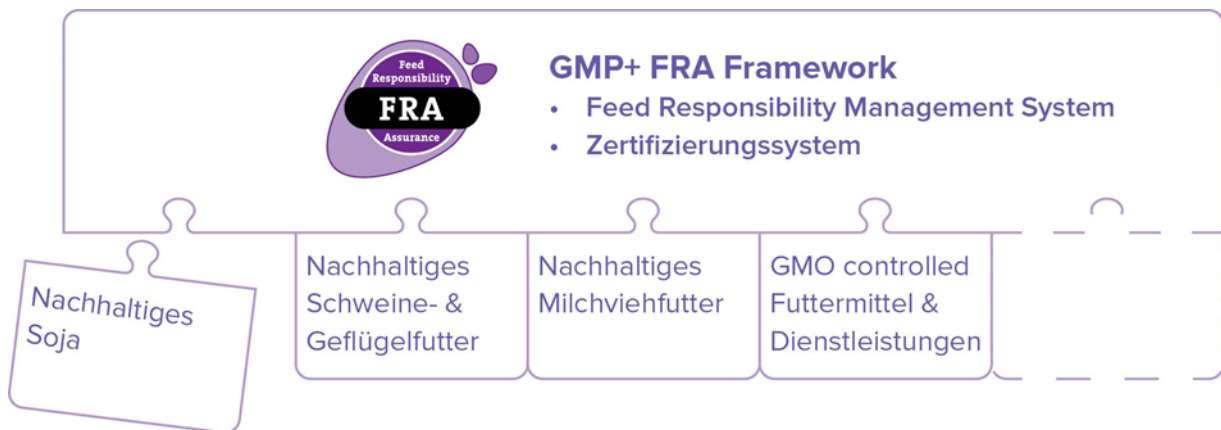 Feed
Responsibility
FRA
Assurance
GMP+ FRA Framework
• Feed Responsibility Management System
• Zertifizierungssystem
Nachhaltiges
Soja
Nachhaltiges
Schweine- &
Geflügelfutter
Nachhaltiges
Milchviehfutter
GMO controlled
Futtermittel &
Dienstleistungen